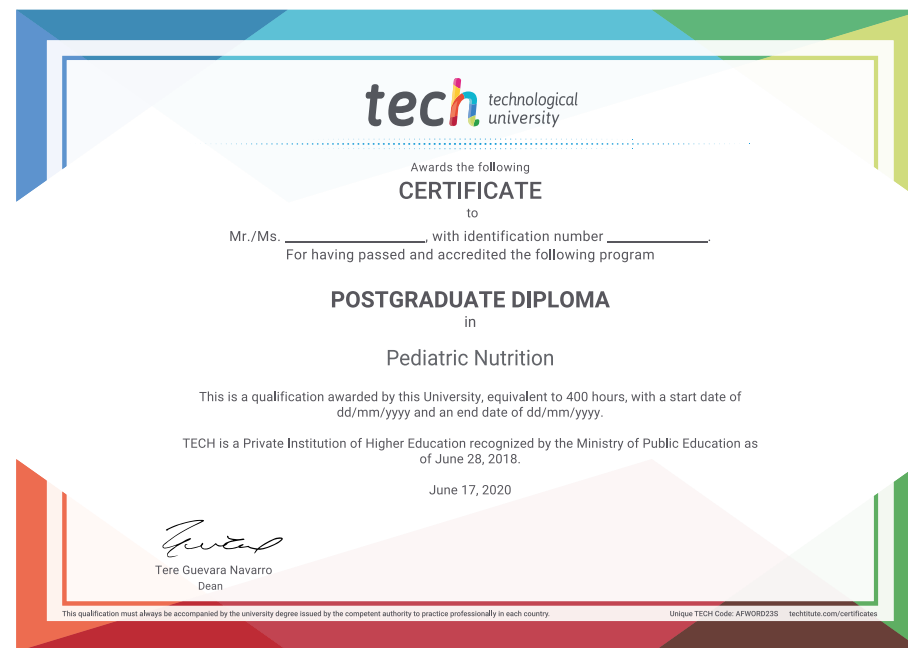 tech technological
university
Awards the following
CERTIFICATE
to
Mr./Ms. ____________________, with identification number ______________.
For having passed and accredited the following program
POSTGRADUATE DIPLOMA
in
Pediatric Nutrition
This is a qualification awarded by this University, equivalent to 400 hours, with a start date of
dd/mm/yyyy and an end date of dd/mm/yyyy.
TECH is a Private Institution of Higher Education recognized by the Ministry of Public Education as
of June 28, 2018.
June 17, 2020
Tere Guevara Navarro
Dean
This qualification must always be accompanied by the university degree issued by the competent authority to practice professionally in each country. Unique TECH Code: AFWORD23S techtitute.com/certificates